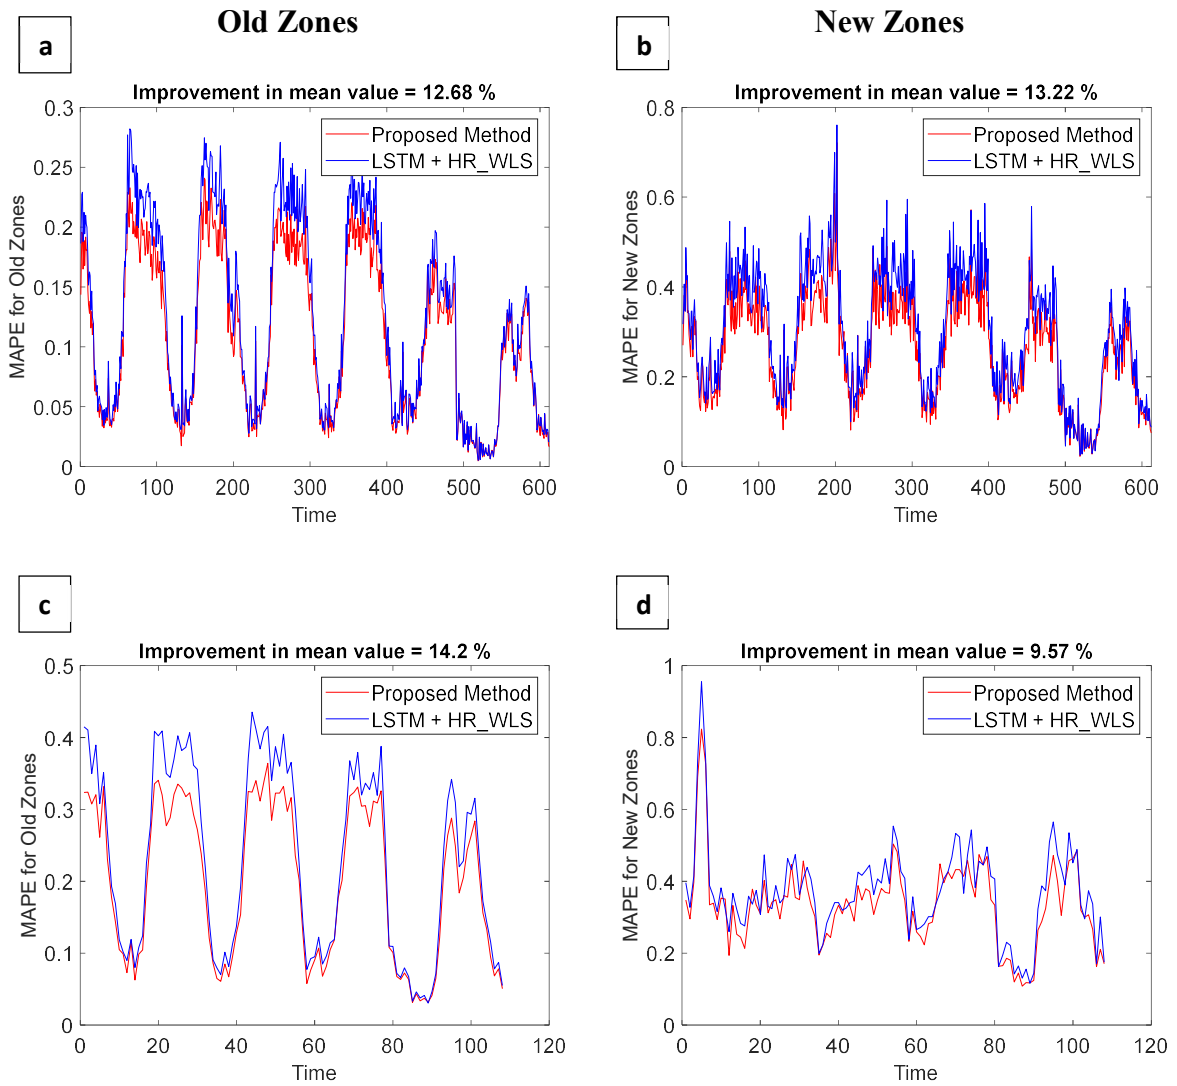 Old Zones
New Zones
a
Improvement in mean value = 12.68 %
Proposed Method
LSTM + HR_WLS
MAPE for Old Zones
0.3
0.25
0.2
0.15
0.1
0.05
0
0 100 200 300 400 500 600
Time
b
Improvement in mean value = 13.22 %
Proposed Method
LSTM + HR_WLS
MAPE for New Zones
0.8
0.6
0.4
0.2
0
0 100 200 300 400 500 600
Time
c
Improvement in mean value = 14.2 %
Proposed Method
LSTM + HR_WLS
MAPE for Old Zones
0.5
0.4
0.3
0.2
0.1
0
0 20 40 60 80 100 120
Time
d
Improvement in mean value = 9.57 %
Proposed Method
LSTM + HR_WLS
MAPE for New Zones
1
0.8
0.6
0.4
0.2
0
0 20 40 60 80 100 120
Time